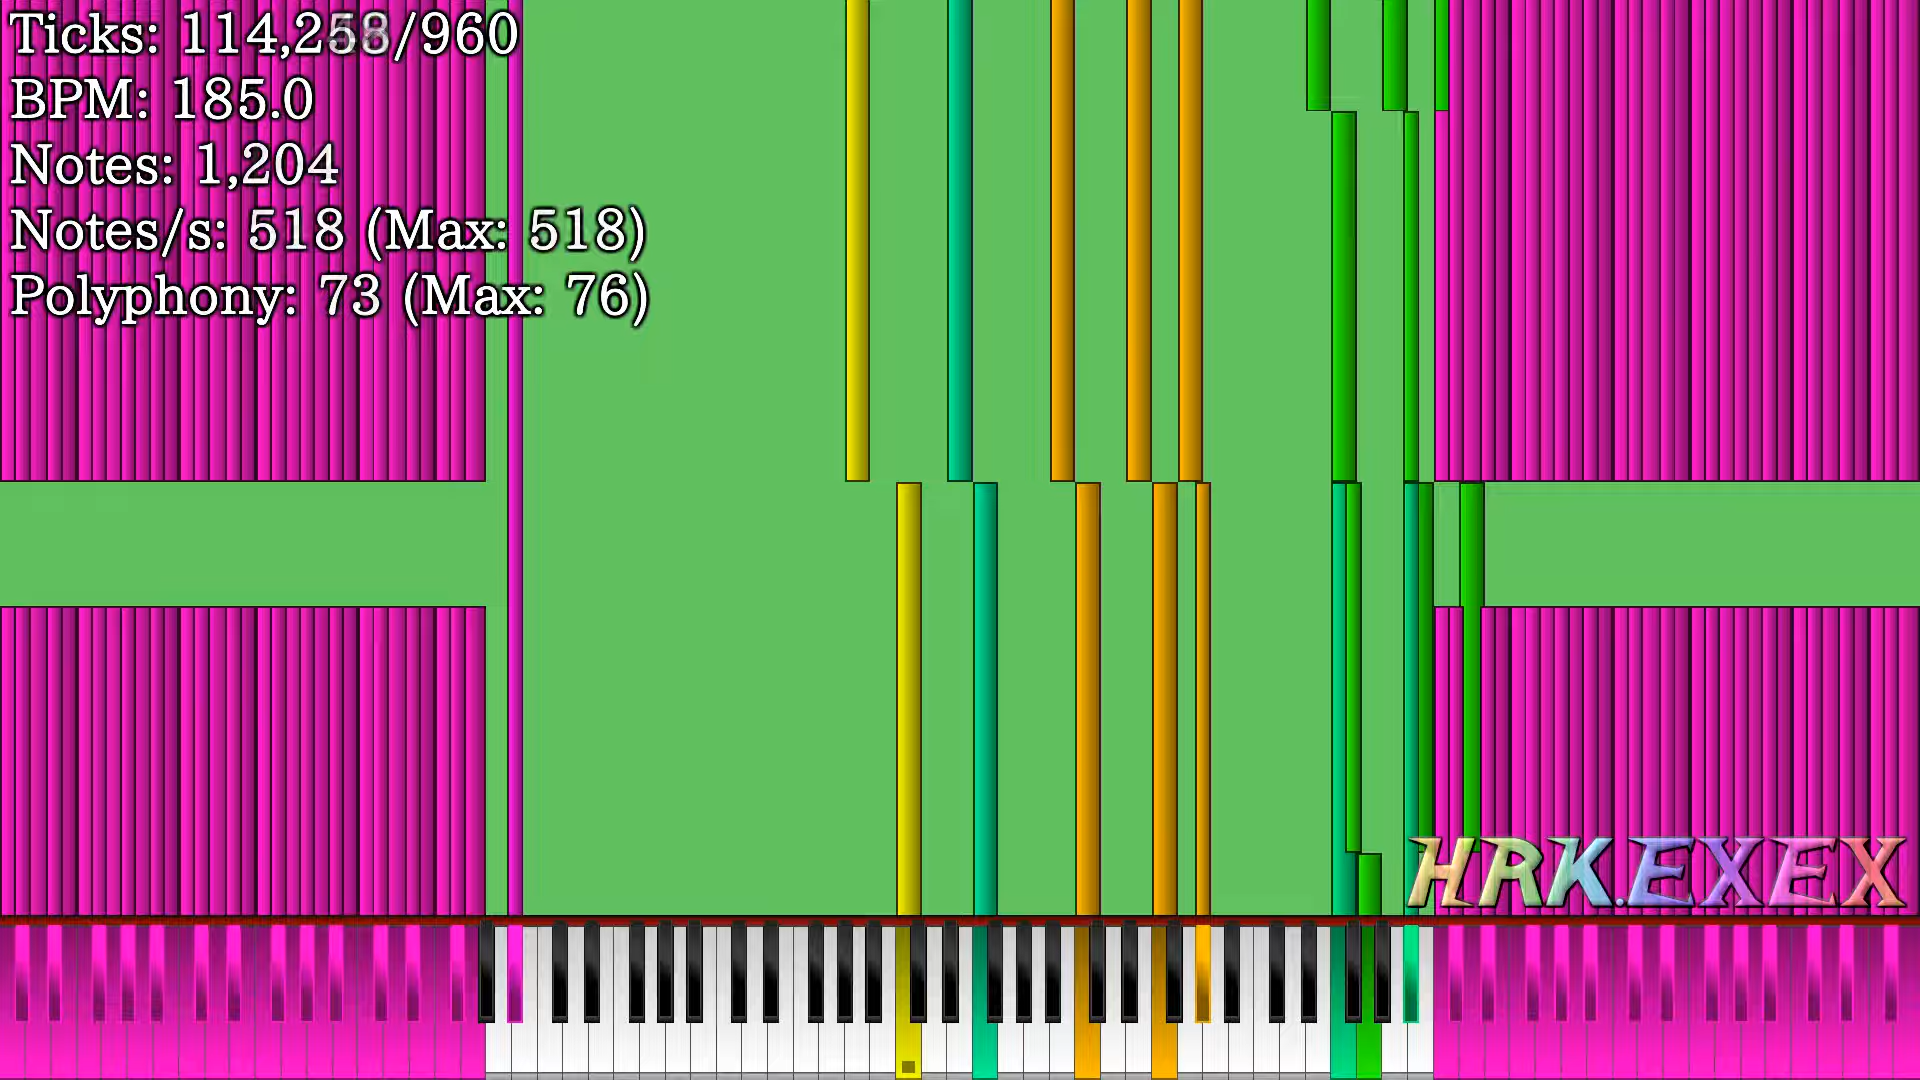 Ticks: 114,258/960
BPM: 185.0
Notes: 1,204
Notes/s: 518 (Max: 518)
Polyphony: 73 (Max: 76)
HRK.EXEX